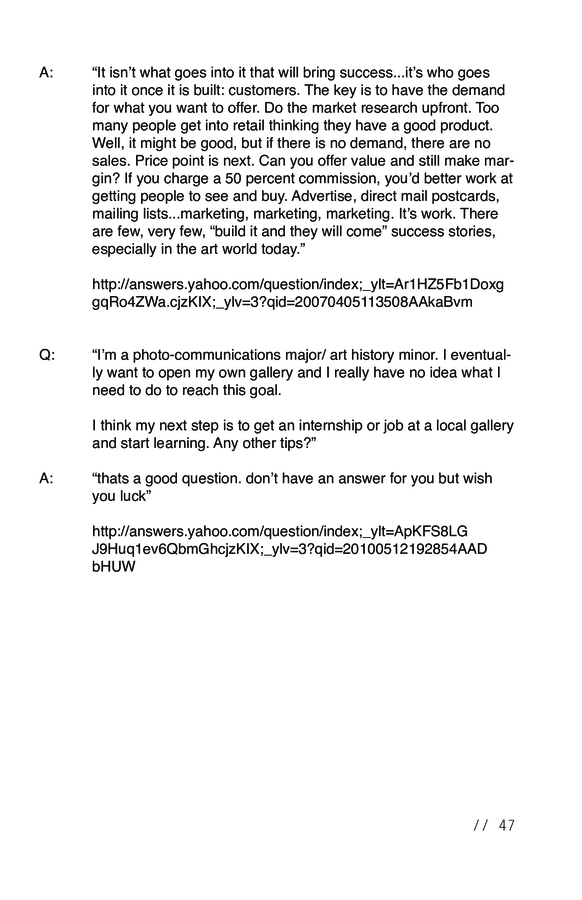 A: “It isn’t what goes into it that will bring success...it’s who goes
into it once it is built: customers. The key is to have the demand
for what you want to offer. Do the market research upfront. Too
many people get into retail thinking they have a good product.
Well, it might be good, but if there is no demand, there are no
sales. Price point is next. Can you offer value and still make mar-
gin? If you charge a 50 percent commission, you’d better work at
getting people to see and buy. Advertise, direct mail postcards,
mailing lists...marketing, marketing, marketing. It’s work. There
are few, very few, “build it and they will come” success stories,
especially in the art world today.”
http://answers.yahoo.com/question/index;_ylt=Ar1HZ5Fb1Doxg
gqRo4ZWa.cjzKIX;_ylv=3?qid=20070405113508AAkaBvm
Q: “I’m a photo-communications major/ art history minor. I eventual-
ly want to open my own gallery and I really have no idea what I
need to do to reach this goal.
I think my next step is to get an internship or job at a local gallery
and start learning. Any other tips?”
A: “thats a good question. don’t have an answer for you but wish
you luck”
http://answers.yahoo.com/question/index;_ylt=ApKFS8LG
J9Huq1ev6QbmGhcjzKIX;_ylv=3?qid=20100512192854AAD
bHUW
// 47